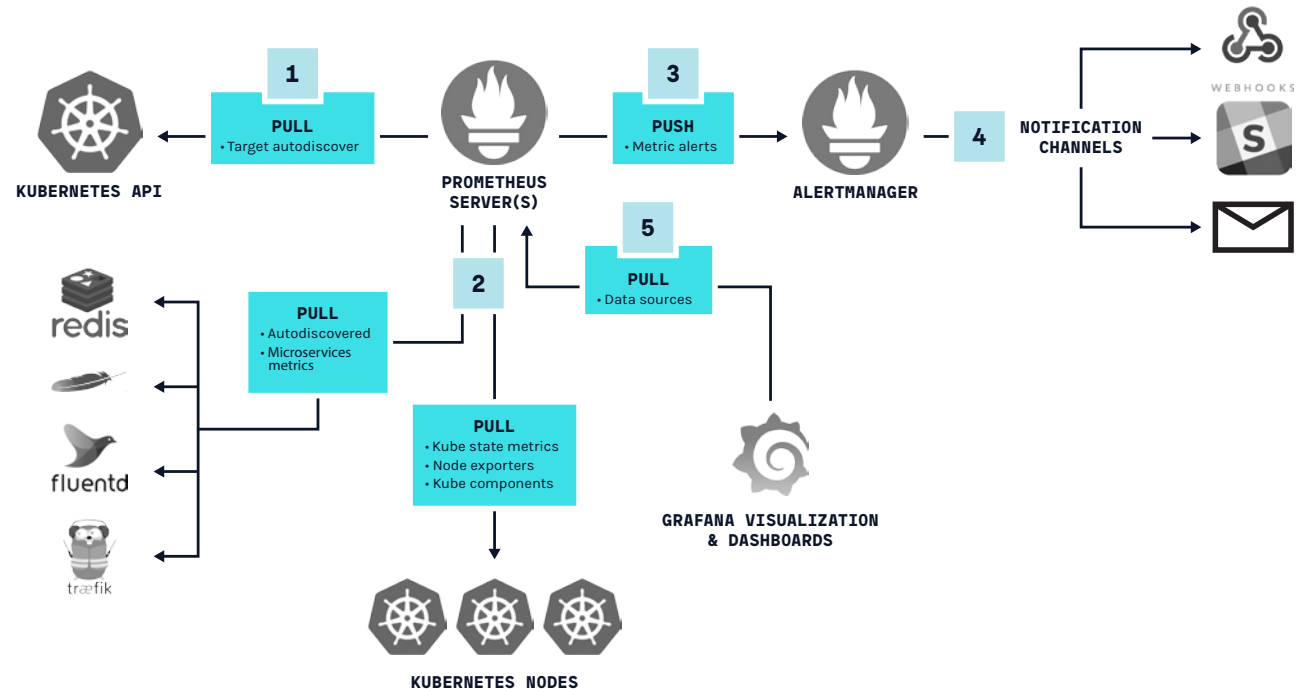 1
PULL
• Target autodiscover
KUBERNETES API
PROMETHEUS
SERVER(S)
3
PUSH
• Metric alerts
ALERTMANAGER
4
NOTIFICATION
CHANNELS
WEBHOOKS
S
5
PULL
• Data sources
2
PULL
• Autodiscovered
• Microservices
metrics
redis
fluentd
træfik
PULL
• Kube state metrics
• Node exporters
• Kube components
GRAFANA VISUALIZATION
& DASHBOARDS
KUBERNETES NODES